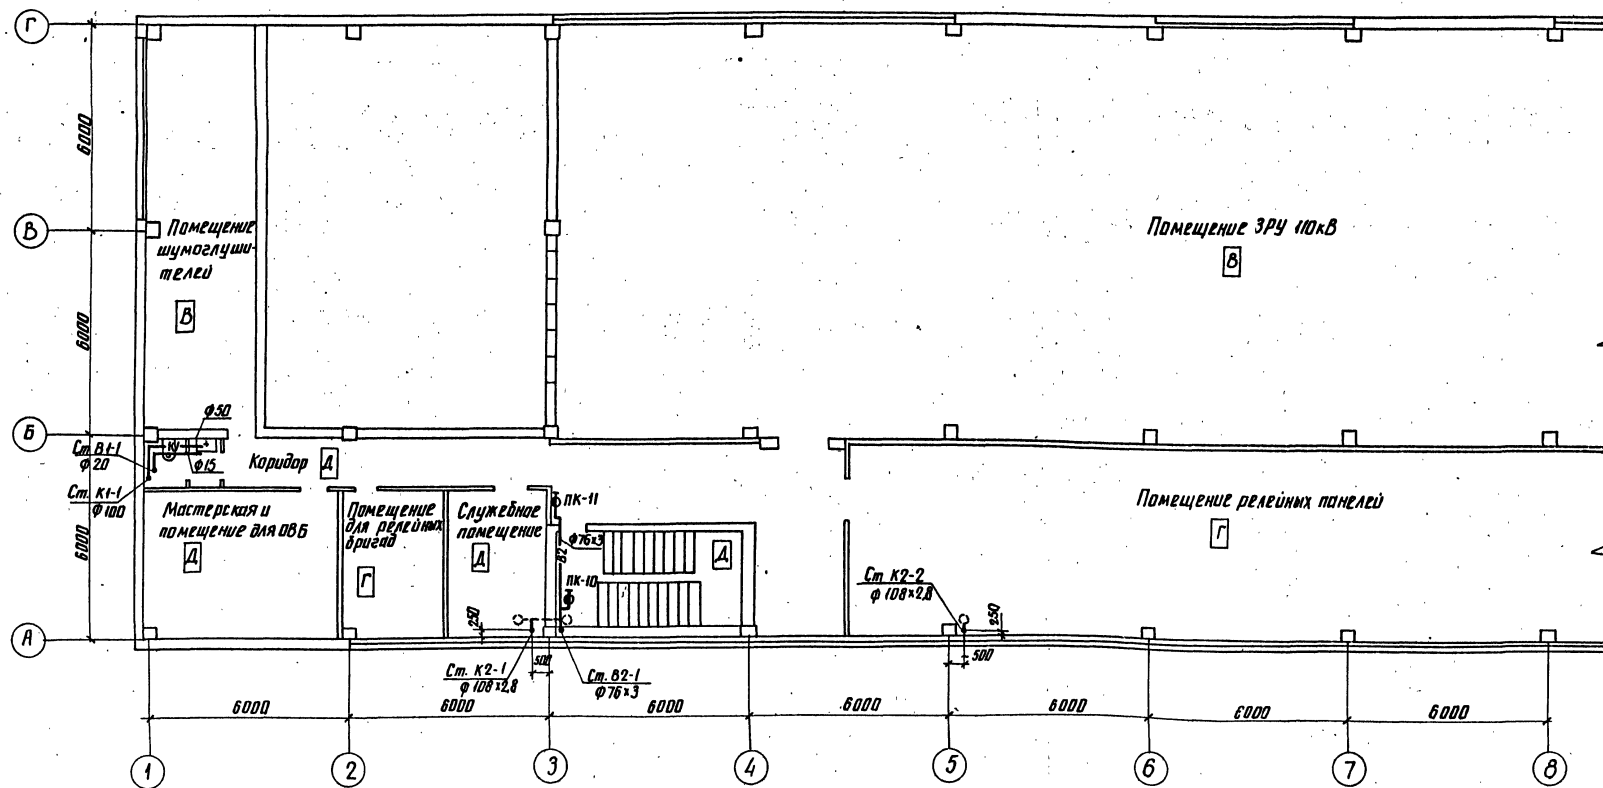 Г
6000
В
Помещение
шумоглуши-
телей
В
Помещение ЗРУ 110кВ
В
6000
Б
ф50
КУ
Ст. В1-1
ф20
ф15
Коридор
Д
Ст. К1-1
ф100
6000
Мастерская и
помещение для ОВБ
Д
Помещение
для релейных
бригад
Г
Служебное
помещение
Д
ПК-11
ф76х3
В2
ПК-10
Д
Помещение релейных панелей
Г
Ст К2-2
ф108х2,8
250
250
А
500
500
Ст. К2-1
ф108х2,8
Ст. В2-1
ф76х3
6000
6000
6000
6000
6000
6000
6000
1
2
3
4
5
6
7
8